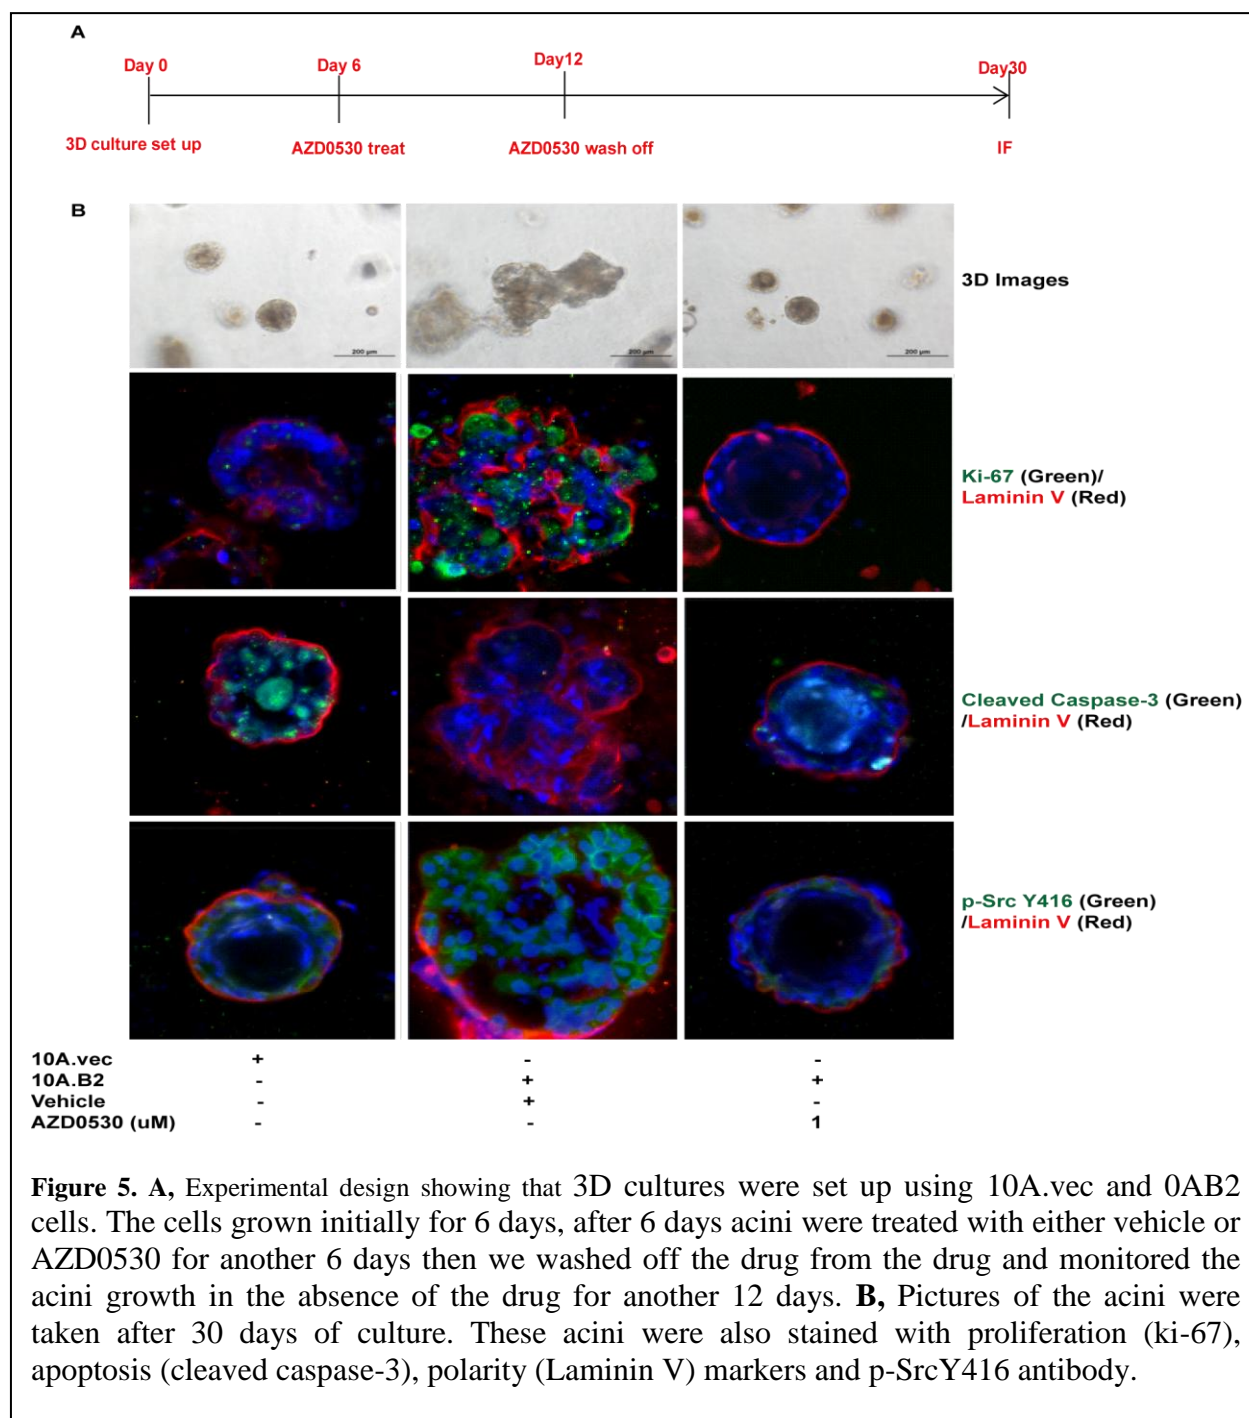 A
Day 0
Day 6
Day12
Day30
3D culture set up
AZD0530 treat
AZD0530 wash off
IF
B
200 µm
200 µm
200 µm
3D Images
Ki-67 (Green)/
Laminin V (Red)
Cleaved Caspase-3 (Green)
/Laminin V (Red)
p-Src Y416 (Green)
/Laminin V (Red)
10A.vec + - -
10A.B2 - + +
Vehicle - + -
AZD0530 (uM) - - 1
Figure 5. A, Experimental design showing that 3D cultures were set up using 10A.vec and 0AB2
cells. The cells grown initially for 6 days, after 6 days acini were treated with either vehicle or
AZD0530 for another 6 days then we washed off the drug from the drug and monitored the
acini growth in the absence of the drug for another 12 days. B, Pictures of the acini were
taken after 30 days of culture. These acini were also stained with proliferation (ki-67),
apoptosis (cleaved caspase-3), polarity (Laminin V) markers and p-SrcY416 antibody.